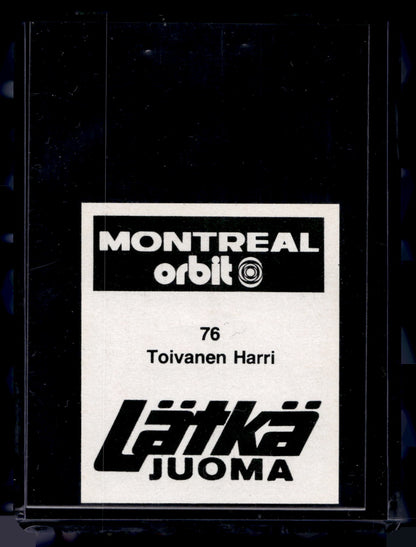 MONTREAL
orbit
76
Toivanen Harri
Lätkä
JUOMA